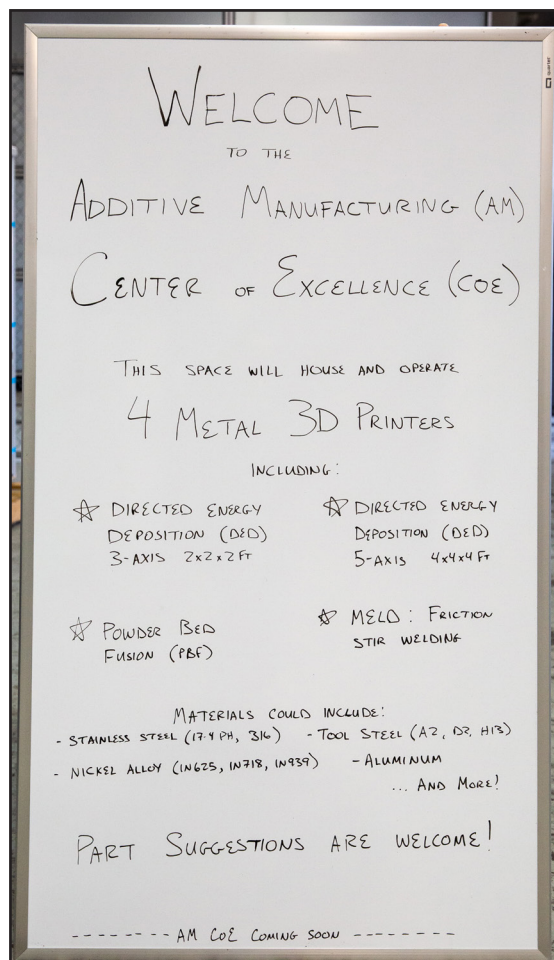 WELCOME
TO THE
ADDITIVE MANUFACTURING (AM)
CENTER OF EXCELLENCE (COE)
THIS SPACE WILL HOUSE AND OPERATE
4 METAL 3D PRINTERS
INCLUDING:
☆ DIRECTED ENERGY
DEPOSITION (DED)
3-AXIS 2x2x2 FT
☆ DIRECTED ENERGY
DEPOSITION (DED)
5-AXIS 4x4x4 FT
☆ POWDER BED
FUSION (PBF)
☆ MELD: FRICTION
STIR WELDING
MATERIALS COULD INCLUDE:
- STAINLESS STEEL (17-4 PH, 316) - TOOL STEEL (A2, D2, H13)
- NICKEL ALLOY (IN625, IN718, IN939) - ALUMINUM
... AND MORE!
PART SUGGESTIONS ARE WELCOME!
-------- AM COE COMING SOON --------
quartet